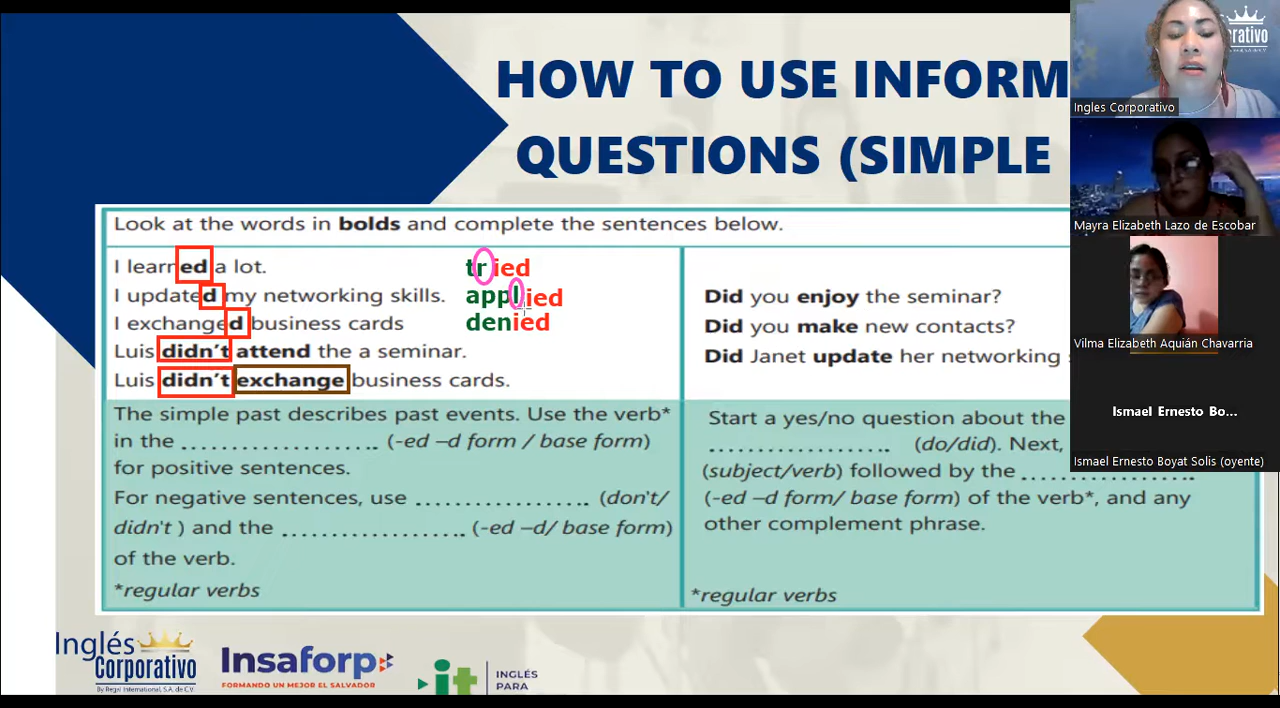 HOW TO USE INFORM
QUESTIONS (SIMPLE
Look at the words in bolds and complete the sentences below.
I learned a lot.
I updated my networking skills.
I exchanged business cards
Luis didn't attend the a seminar.
Luis didn't exchange business cards.
tried
applied
denied
Did you enjoy the seminar?
Did you make new contacts?
Did Janet update her networking
The simple past describes past events. Use the verb*
in the ................... (-ed –d form / base form)
for positive sentences.
For negative sentences, use ................. (don't/
didn't ) and the .................. (-ed –d/ base form)
of the verb.
*regular verbs
Start a yes/no question about the
.................. (do/did). Next,
(subject/verb) followed by the .................
(-ed –d form/ base form) of the verb*, and any
other complement phrase.
*regular verbs
Inglés
Corporativo
By Regal International, S.A. de C.V.
Insaforp
FORMANDO UN MEJOR EL SALVADOR
it
INGLÉS
PARA
rativo
Ingles Corporativo
Mayra Elizabeth Lazo de Escobar
Vilma Elizabeth Aquián Chavarria
Ismael Ernesto Bo...
Ismael Ernesto Boyat Solis (oyente)